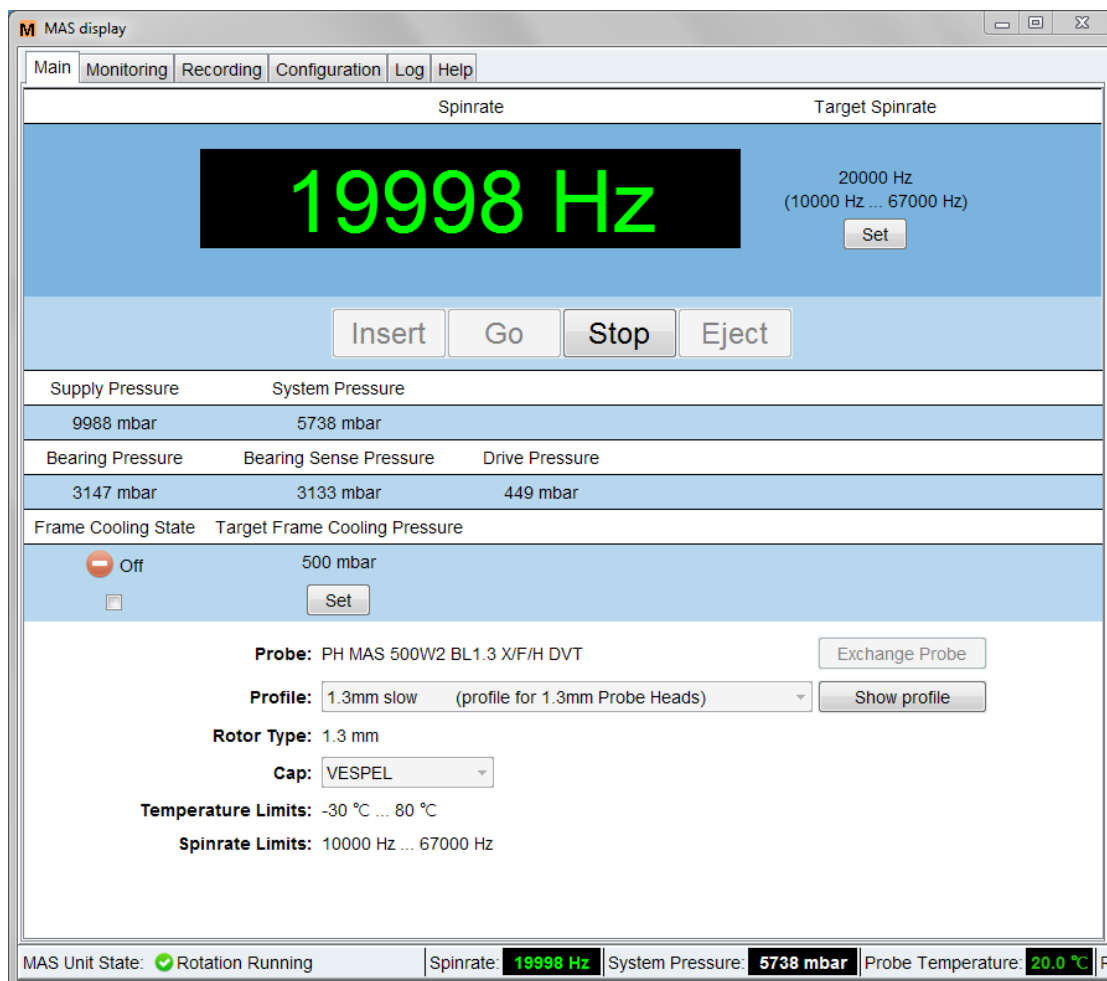 M MAS display
Main Monitoring Recording Configuration Log Help
Spinrate Target Spinrate
19998 Hz
20000 Hz
(10000 Hz ... 67000 Hz)
Set
Insert Go Stop Eject
Supply Pressure System Pressure
9988 mbar 5738 mbar
Bearing Pressure Bearing Sense Pressure Drive Pressure
3147 mbar 3133 mbar 449 mbar
Frame Cooling State Target Frame Cooling Pressure
Off 500 mbar
Set
Probe: PH MAS 500W2 BL1.3 X/F/H DVT Exchange Probe
Profile: 1.3mm slow (profile for 1.3mm Probe Heads) Show profile
Rotor Type: 1.3 mm
Cap: VESPEL
Temperature Limits: -30 °C ... 80 °C
Spinrate Limits: 10000 Hz ... 67000 Hz
MAS Unit State: Rotation Running Spinrate: 19998 Hz System Pressure: 5738 mbar Probe Temperature: 20.0 °C